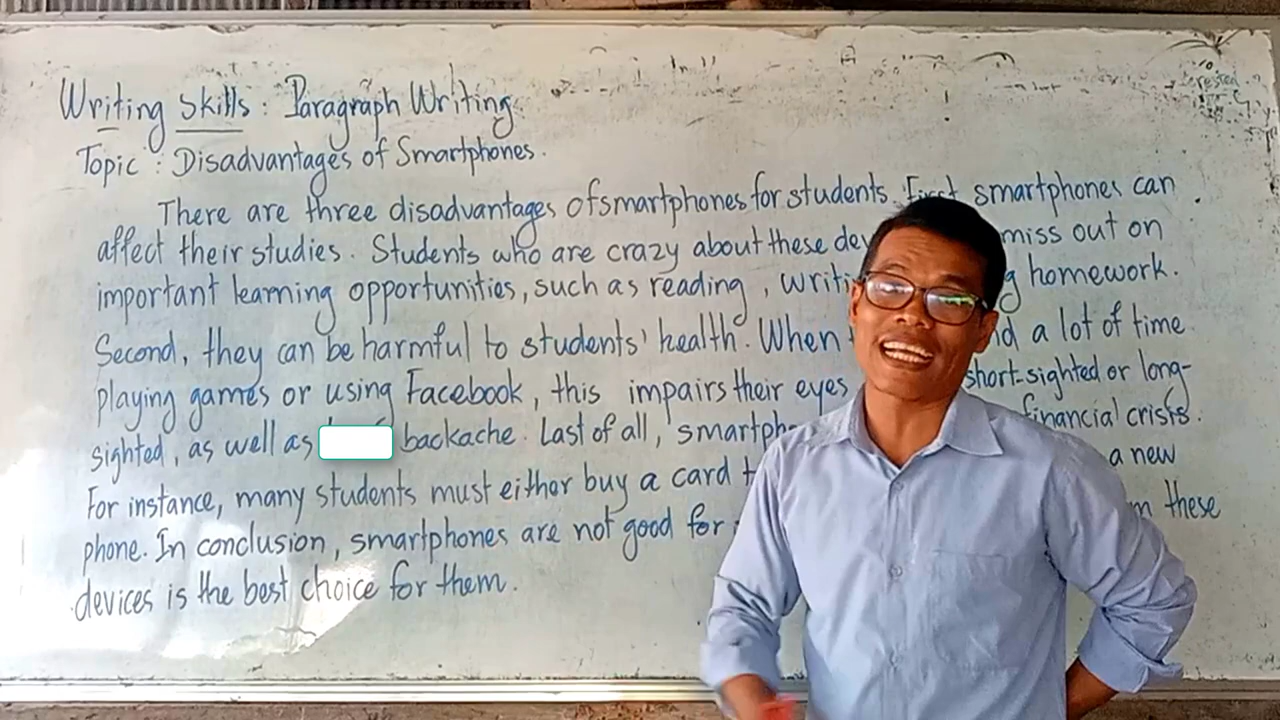 Writing Skills: Paragraph Writing
Topic: Disadvantages of Smartphones.
There are three disadvantages of smartphones for students. First, smartphones can
affect their studies. Students who are crazy about these miss out on
important learning opportunities, such as reading, homework.
Second, they can be harmful to students' health. When a lot of time
playing games or using Facebook, this impairs their eyes short-sighted or long-
sighted, as well as backache. Last of all, financial crisis.
For instance, many students must either buy a card a new
phone. In conclusion, smartphones are not good for these
devices is the best choice for them.